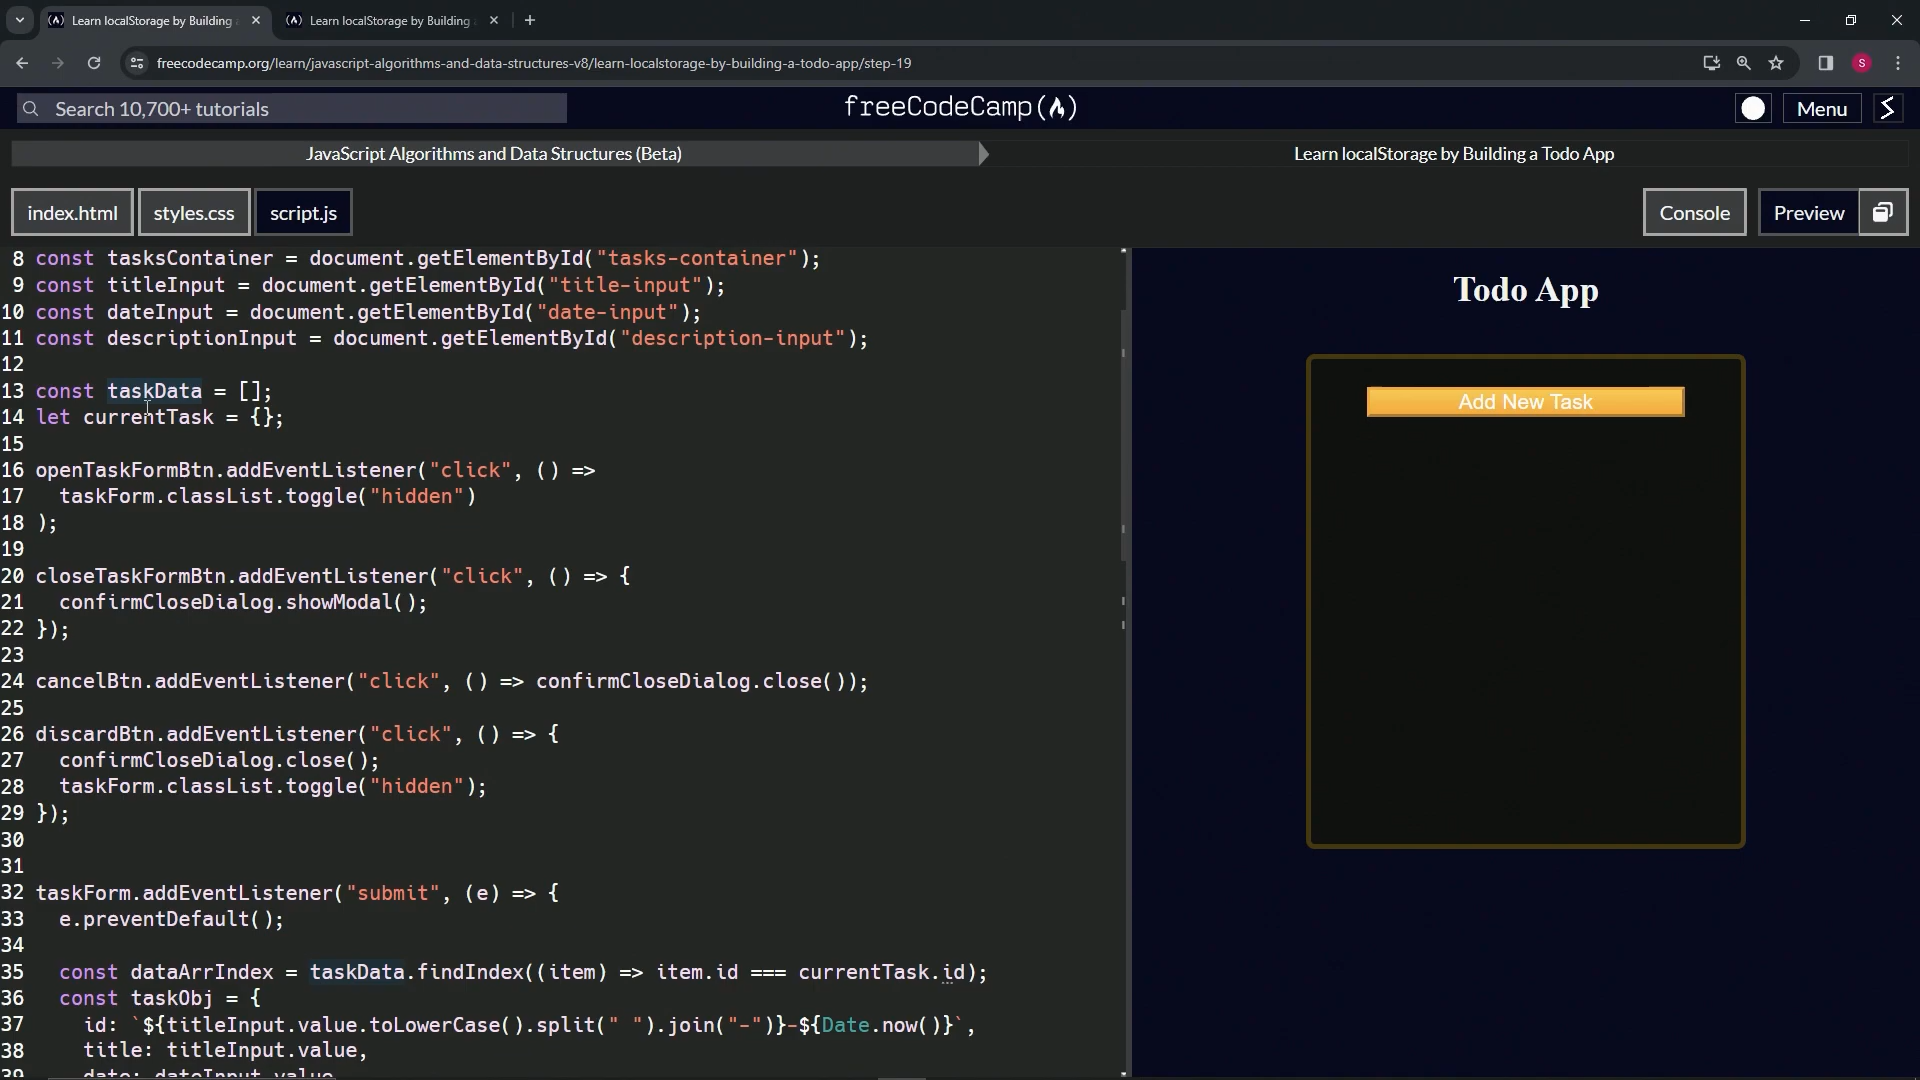 Learn localStorage by Building
Learn localStorage by Building
freecodecamp.org/learn/javascript-algorithms-and-data-structures-v8/learn-localstorage-by-building-a-todo-app/step-19
S
Search 10,700+ tutorials
freeCodeCamp
Menu
JavaScript Algorithms and Data Structures (Beta)
Learn localStorage by Building a Todo App
index.html
styles.css
script.js
Console
Preview
8 const tasksContainer = document.getElementById("tasks-container");
9 const titleInput = document.getElementById("title-input");
10 const dateInput = document.getElementById("date-input");
11 const descriptionInput = document.getElementById("description-input");
12
13 const taskData = [];
14 let currentTask = {};
15
16 openTaskFormBtn.addEventListener("click", () =>
17 taskForm.classList.toggle("hidden")
18 );
19
20 closeTaskFormBtn.addEventListener("click", () => {
21 confirmCloseDialog.showModal();
22 });
23
24 cancelBtn.addEventListener("click", () => confirmCloseDialog.close());
25
26 discardBtn.addEventListener("click", () => {
27 confirmCloseDialog.close();
28 taskForm.classList.toggle("hidden");
29 });
30
31
32 taskForm.addEventListener("submit", (e) => {
33 e.preventDefault();
34
35 const dataArrIndex = taskData.findIndex((item) => item.id === currentTask.id);
36 const taskObj = {
37 id: `${titleInput.value.toLowerCase().split(" ").join("-")}-${Date.now()}`,
38 title: titleInput.value,
39 date: dateInput.value,
Todo App
Add New Task